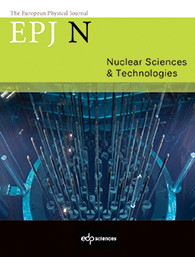 The European Physical Journal
EPJ N
Nuclear Sciences
& Technologies
edp sciences